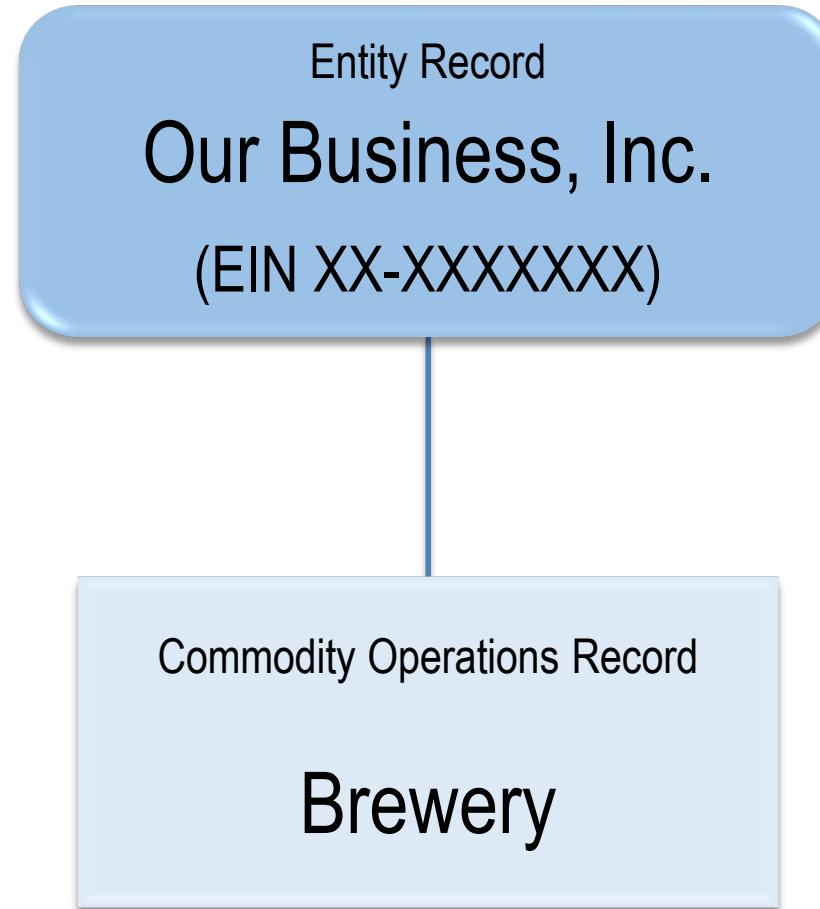 Entity Record
Our Business, Inc.
(EIN XX-XXXXXXX)
Commodity Operations Record
Brewery